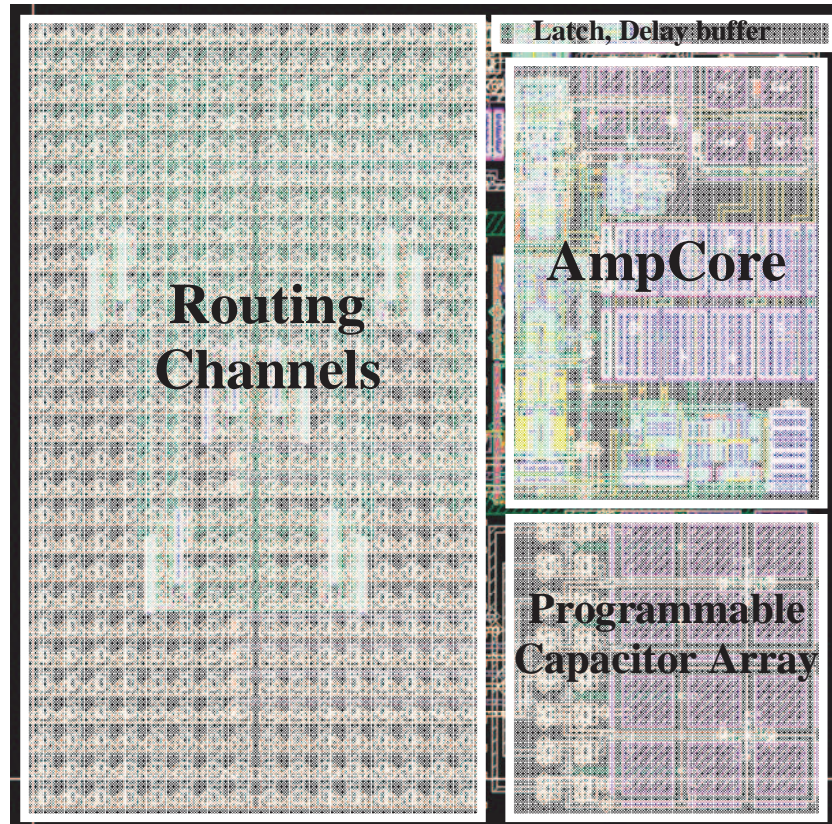 Latch, Delay buffer
Routing
Channels
AmpCore
Programmable
Capacitor Array